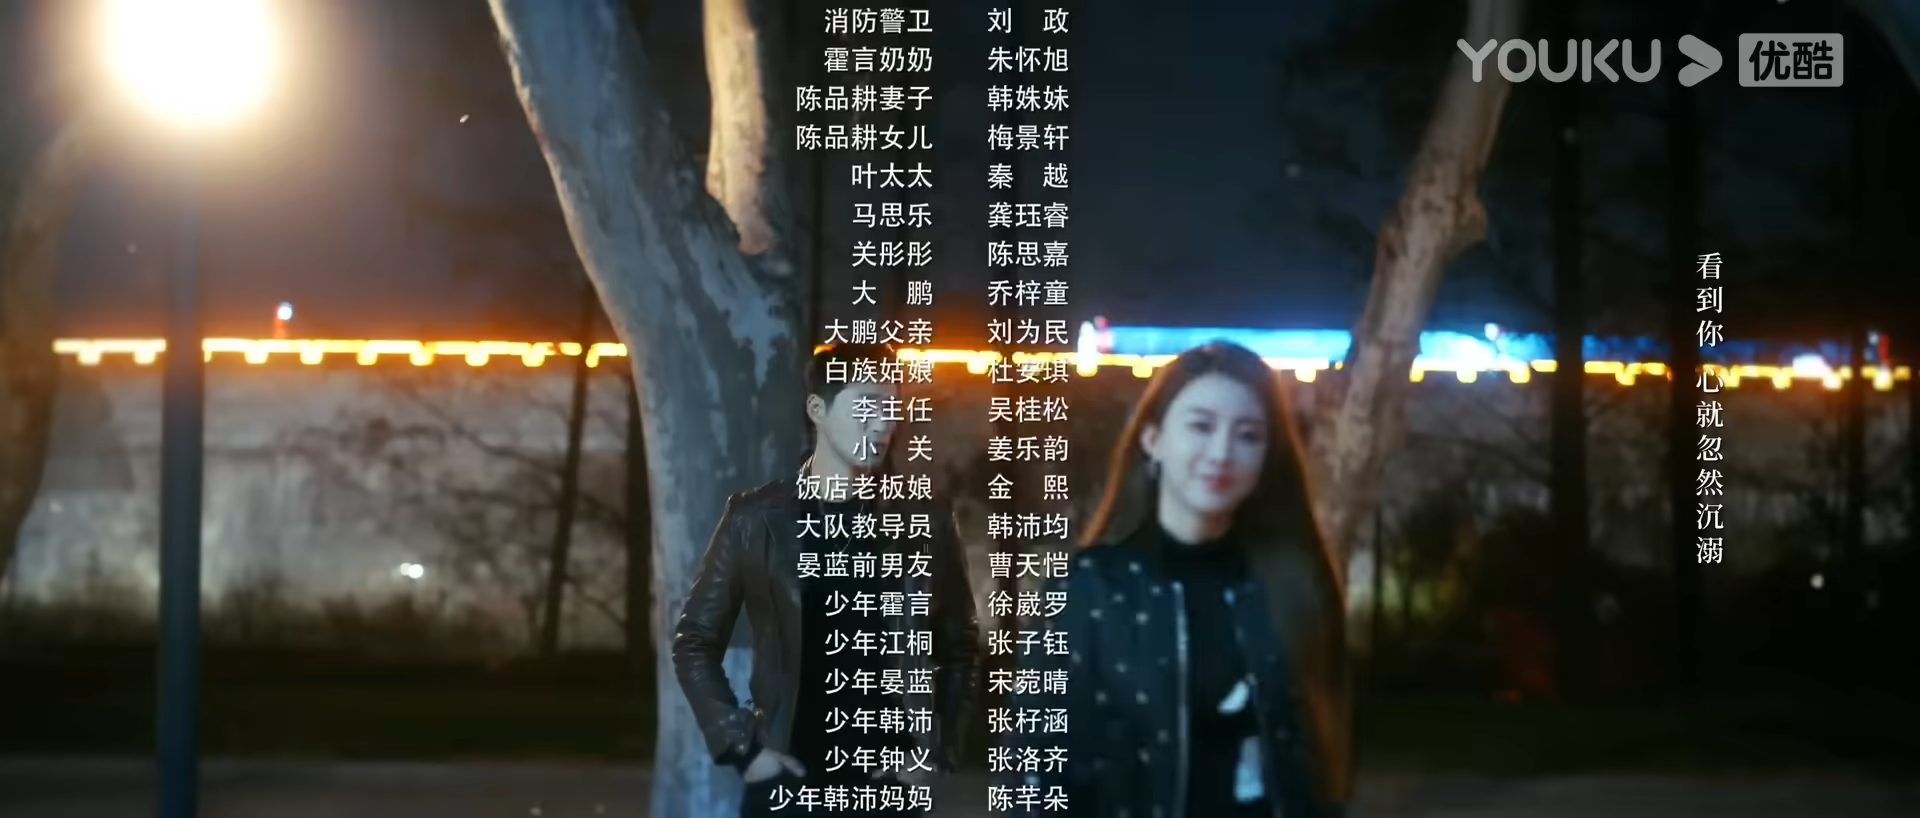 消防警卫 刘 政
霍言奶奶 朱怀旭
陈品耕妻子 韩姝妹
陈品耕女儿 梅景轩
叶太太 秦 越
马思乐 龚珏睿
关彤彤 陈思嘉
大 鹏 乔梓童
大鹏父亲 刘为民
白族姑娘 杜安琪
李主任 吴桂松
小 关 姜乐韵
饭店老板娘 金 熙
大队教导员 韩沛均
晏蓝前男友 曹天恺
少年霍言 徐崴罗
少年江桐 张子钰
少年晏蓝 宋菀晴
少年韩沛 张杍涵
少年钟义 张洛齐
少年韩沛妈妈 陈芊朵
YOUKU 优酷
看到你 心就忽然沉溺